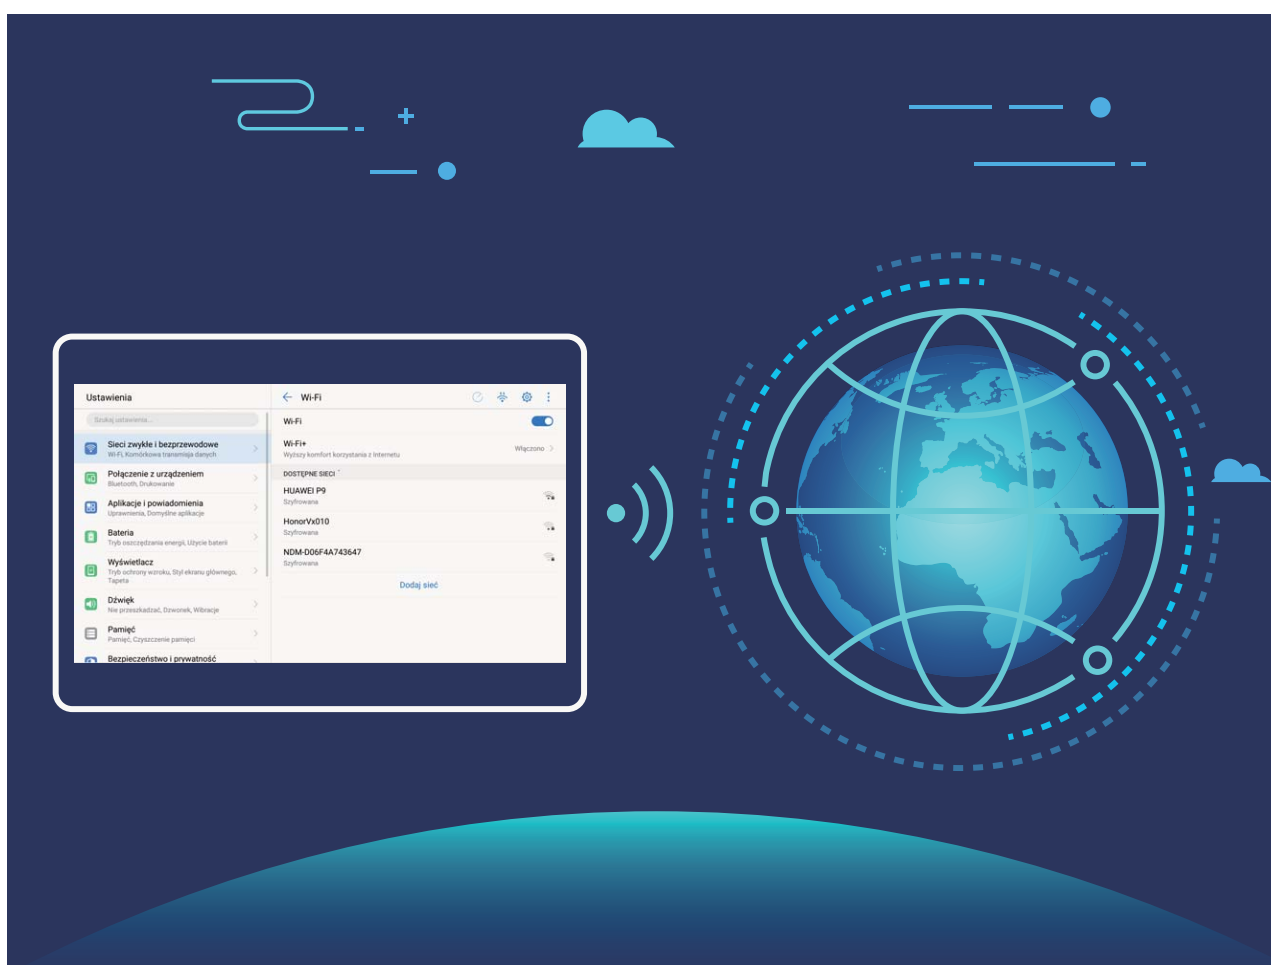 Ustawienia
Szukaj ustawienia...
Sieci zwykłe i bezprzewodowe
Wi-Fi, Komórkowa transmisja danych
Połączenie z urządzeniem
Bluetooth, Drukowanie
Aplikacje i powiadomienia
Uprawnienia, Domyślne aplikacje
Bateria
Tryb oszczędzania energii, Użycie baterii
Wyświetlacz
Tryb ochrony wzroku, Styl ekranu głównego,
Tapeta
Dźwięk
Nie przeszkadzać, Dzwonek, Wibracje
Pamięć
Pamięć, Czyszczenie pamięci
Bezpieczeństwo i prywatność
Wi-Fi
Wi-Fi
Wi-Fi+
Wyższy komfort korzystania z Internetu
Włączono
DOSTĘPNE SIECI
HUAWEI P9
Szyfrowana
HonorVx010
Szyfrowana
NDM-D06F4A743647
Szyfrowana
Dodaj sieć